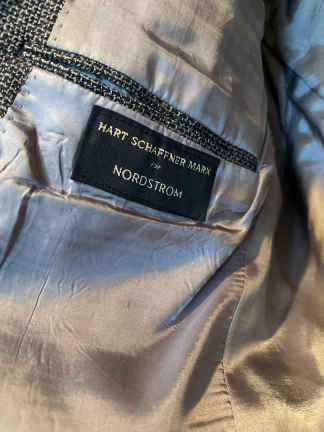 HART SCHAFFNER MARX
for
NORDSTROM